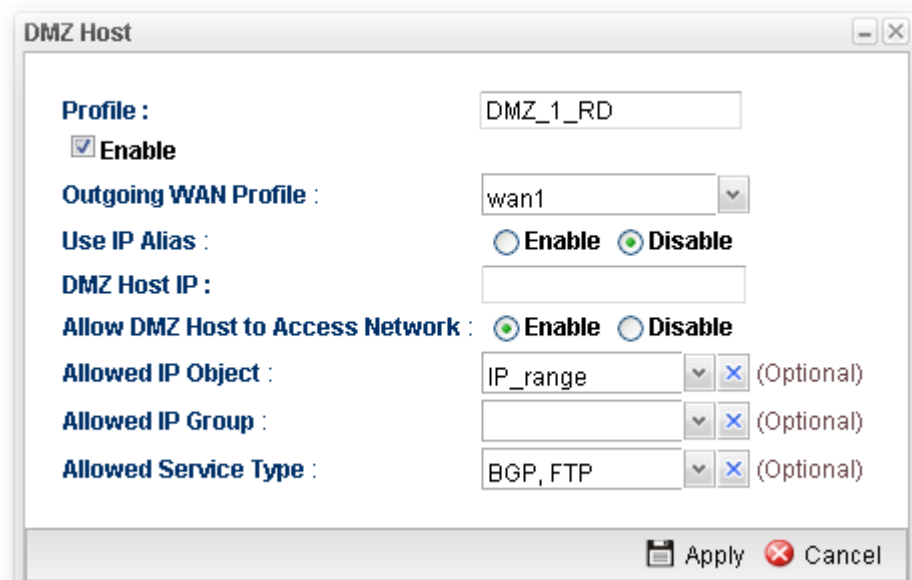 DMZ Host
Profile : DMZ_1_RD
Enable
Outgoing WAN Profile : wan1
Use IP Alias : Enable Disable
DMZ Host IP :
Allow DMZ Host to Access Network : Enable Disable
Allowed IP Object : IP_range (Optional)
Allowed IP Group : (Optional)
Allowed Service Type : BGP, FTP (Optional)
Apply Cancel